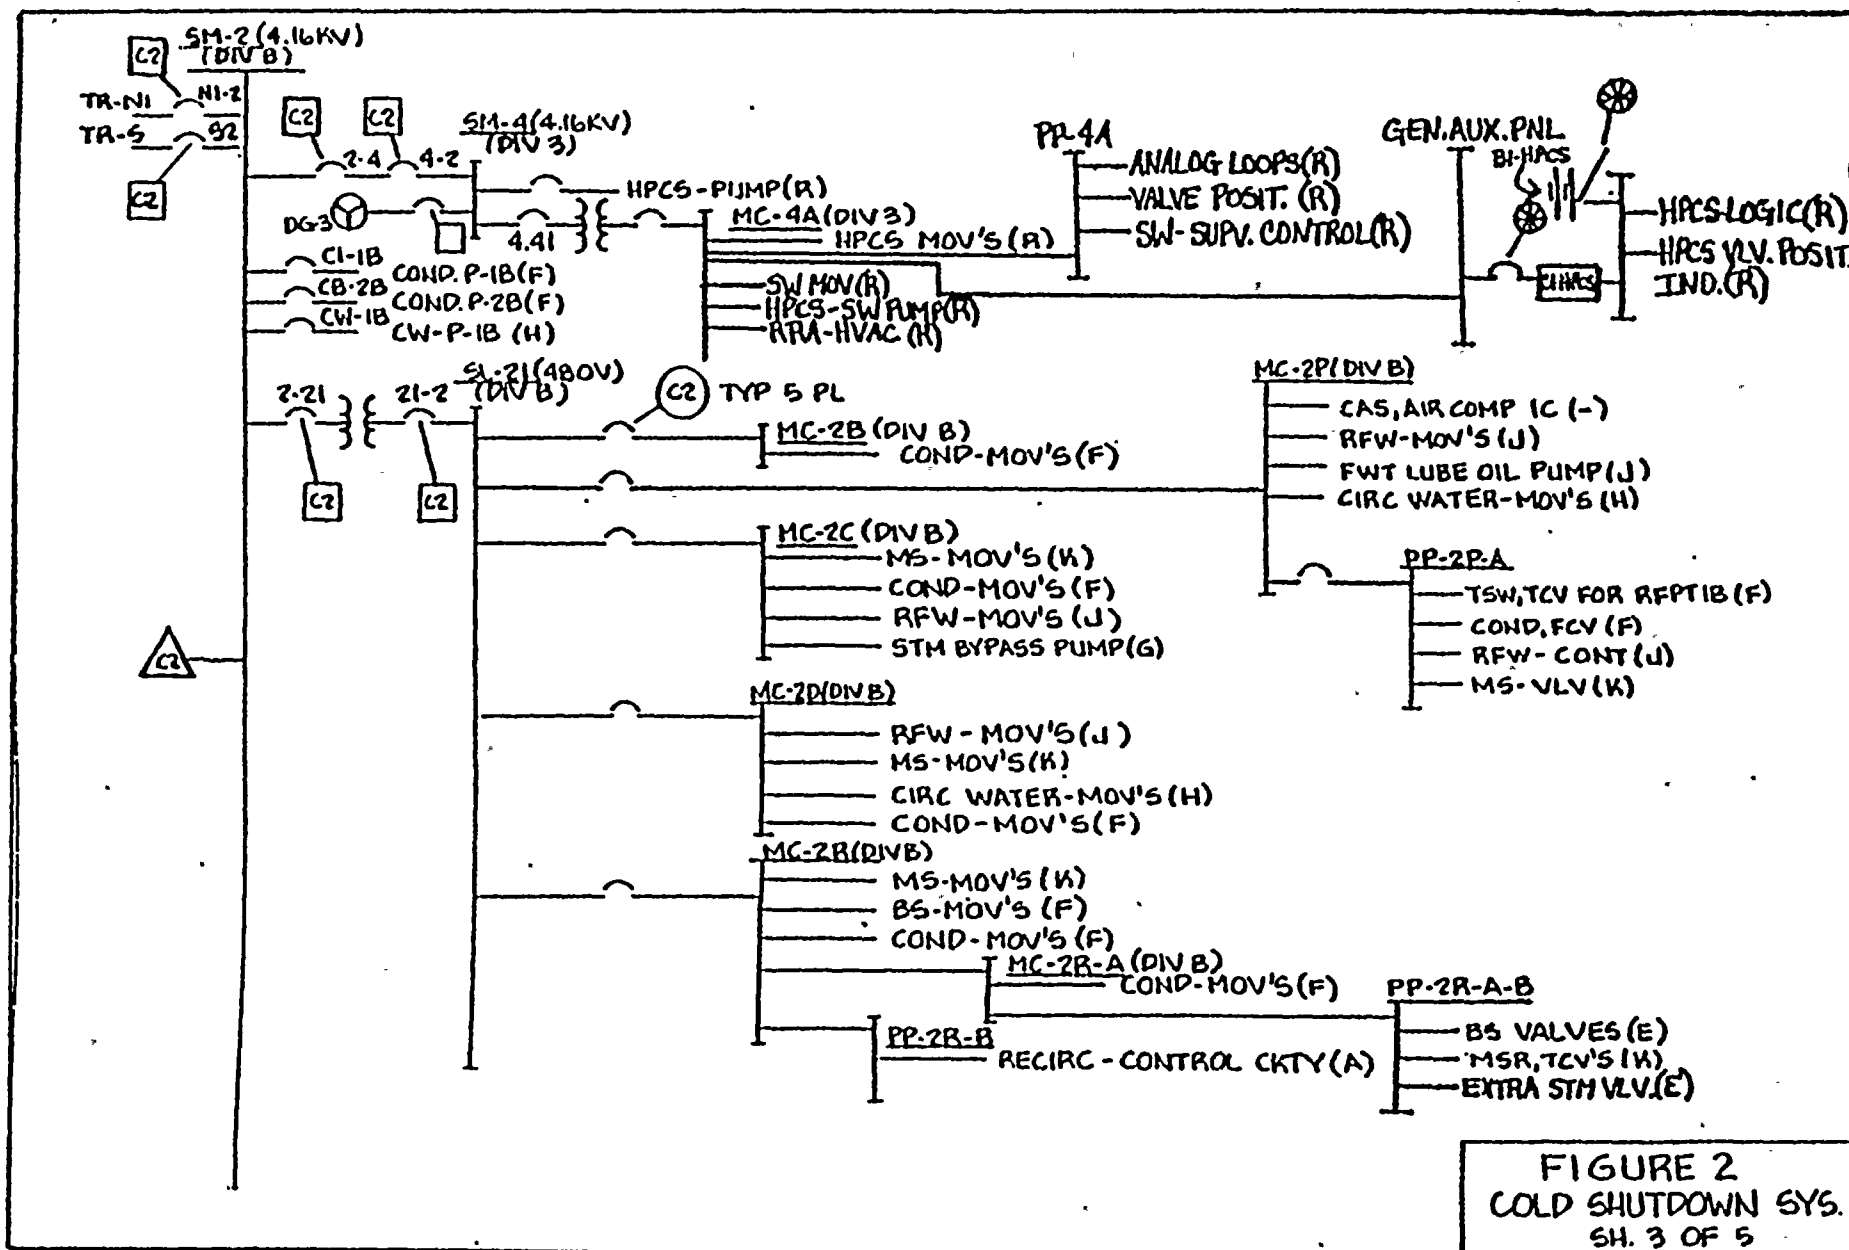 SM-2 (4.16KV)
(DIV B)
C2
TR-N1
N1-2
TR-S
S2
C2
C2
C2
2-4
4-2
SM-4 (4.16KV)
(DIV 3)
HPCS-PUMP(R)
DG3
4.41
MC-4A (DIV 3)
HPCS MOV'S (R)
SW MOV(R)
HPCS-SW PUMP(R)
RRA-HVAC (R)
PP-4A
ANALOG LOOPS(R)
VALVE POSIT. (R)
SW-SUPV. CONTROL(R)
GEN. AUX. PNL
B1-HPCS
C1-HPCS
HPCS-LOGIC(R)
HPCS VLV. POSIT.
IND.(R)
C1-1B
COND. P-1B(F)
CB-2B
COND. P-2B(F)
CW-1B
CW-P-1B (H)
2-21
21-2
SL-21 (480V)
(DIV B)
C2
C2
C2
TYP 5 PL
MC-2B (DIV B)
COND-MOV'S (F)
MC-2P (DIV B)
CAS, AIR COMP 1C (-)
RFW-MOV'S (J)
FWT LUBE OIL PUMP (J)
CIRC WATER-MOV'S (H)
MC-2C (DIV B)
MS-MOV'S (K)
COND-MOV'S (F)
RFW-MOV'S (J)
STM BYPASS PUMP(G)
PP-2P-A
TSW, TCV FOR RFPT1B (F)
COND, FCV (F)
RFW-CONT (J)
MS-VLV (K)
C2
MC-2D (DIV B)
RFW-MOV'S (J)
MS-MOV'S (K)
CIRC WATER-MOV'S (H)
COND-MOV'S (F)
MC-2R (DIV B)
MS-MOV'S (K)
BS-MOV'S (F)
COND-MOV'S (F)
MC-2R-A (DIV B)
COND-MOV'S (F)
PP-2R-B
RECIRC-CONTROL CKTY (A)
PP-2R-A-B
BS VALVES (E)
MSR, TCV'S (K)
EXTRA STM VLV.(E)
FIGURE 2
COLD SHUTDOWN SYS.
SH. 3 OF 5